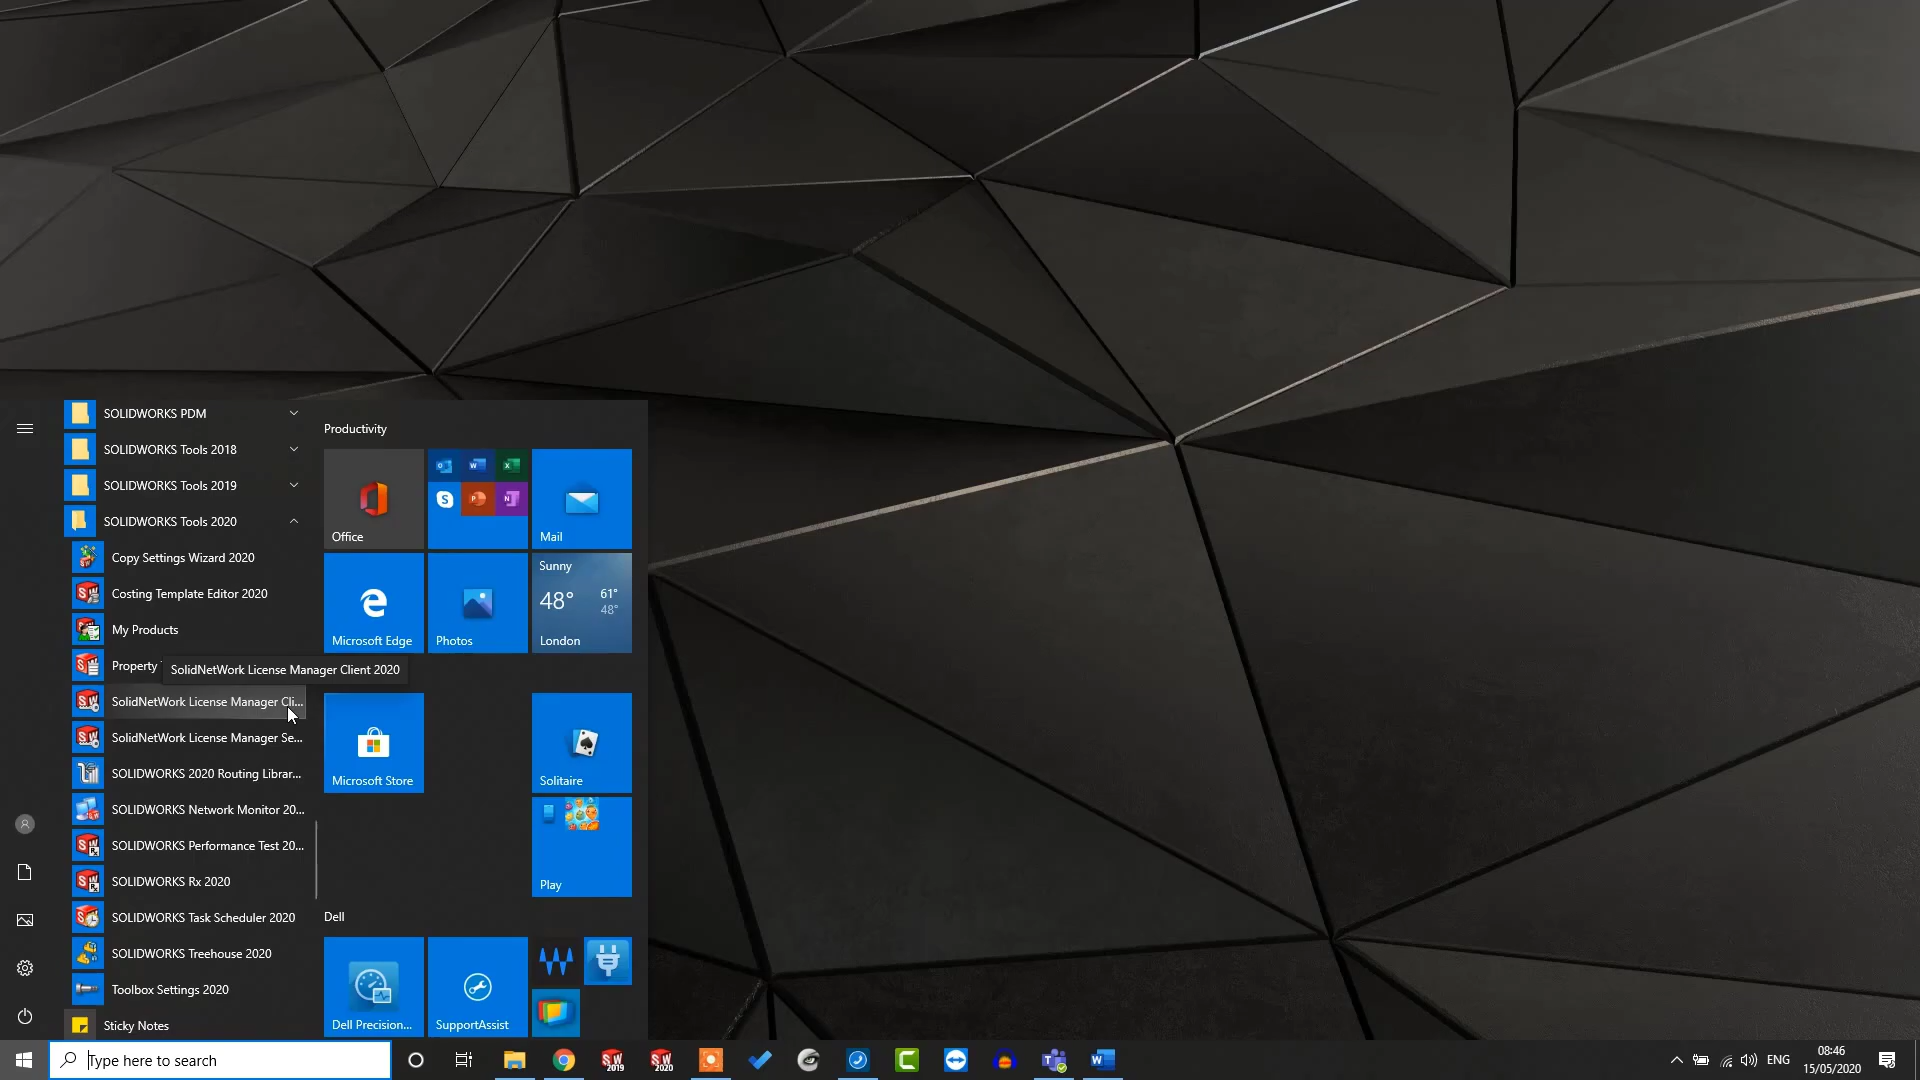 SOLIDWORKS PDM
SOLIDWORKS Tools 2018
SOLIDWORKS Tools 2019
SOLIDWORKS Tools 2020
Copy Settings Wizard 2020
Costing Template Editor 2020
My Products
Property
SolidNetWork License Manager Client 2020
SolidNetWork License Manager Cli...
SolidNetWork License Manager Se...
SOLIDWORKS 2020 Routing Librar...
SOLIDWORKS Network Monitor 20...
SOLIDWORKS Performance Test 20...
SOLIDWORKS Rx 2020
SOLIDWORKS Task Scheduler 2020
SOLIDWORKS Treehouse 2020
Toolbox Settings 2020
Sticky Notes
Productivity
Office
Mail
Microsoft Edge
Photos
Sunny
48° 61°
48°
London
Microsoft Store
Solitaire
Play
Dell
Dell Precision...
SupportAssist
Type here to search
SW 2019
SW 2020
ENG
08:46
15/05/2020